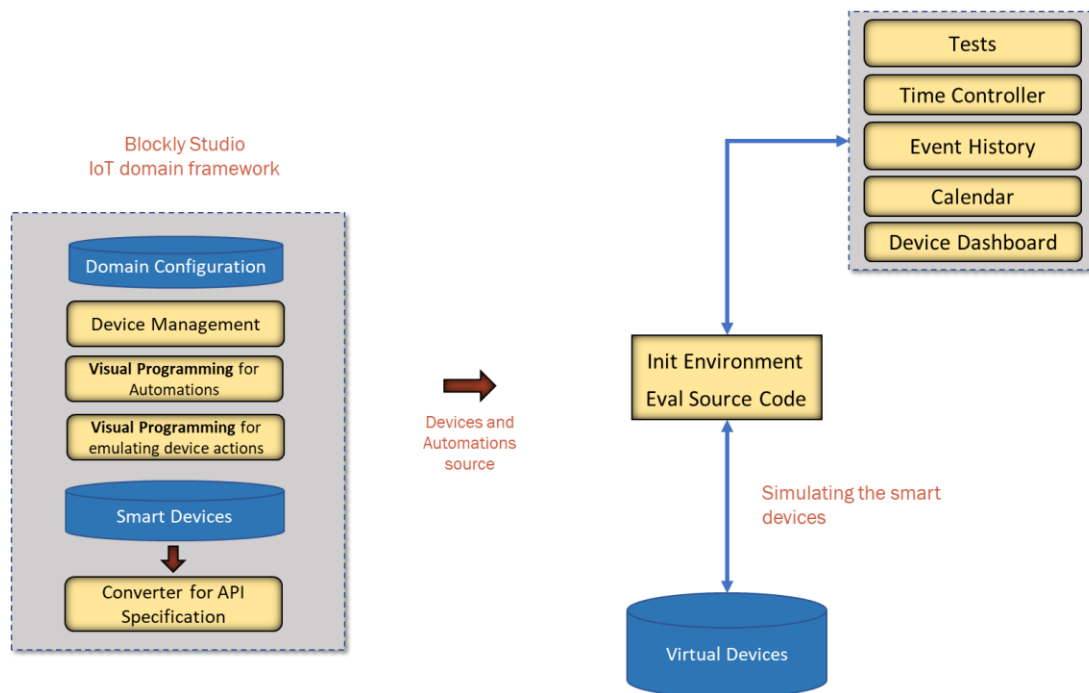 Blockly Studio
IoT domain framework
Domain Configuration
Device Management
Visual Programming for
Automations
Visual Programming for
emulating device actions
Smart Devices
Converter for API
Specification
Devices and
Automations
source
Tests
Time Controller
Event History
Calendar
Device Dashboard
Init Environment
Eval Source Code
Simulating the smart
devices
Virtual Devices